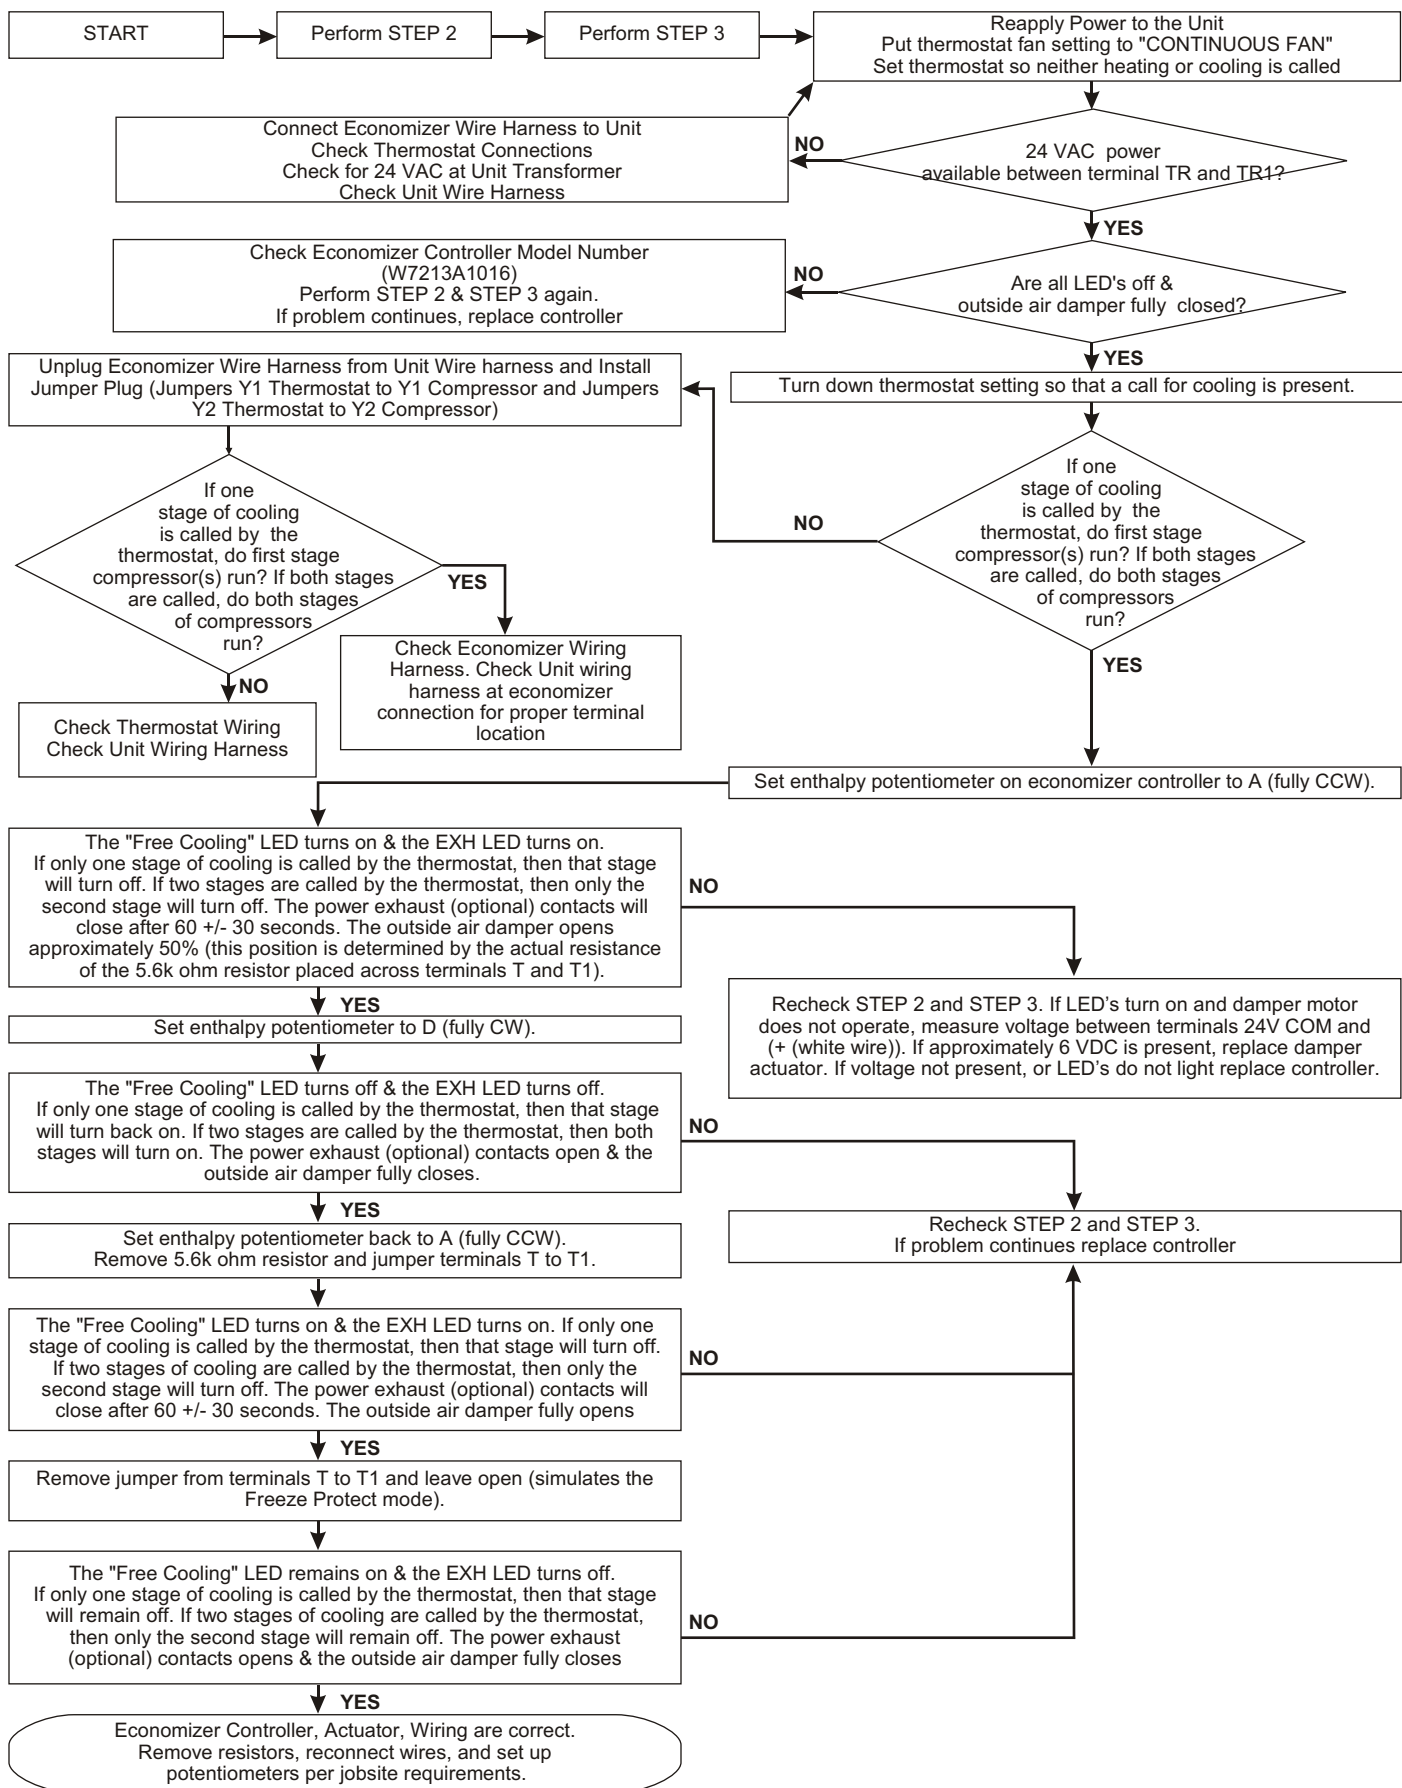 START
Perform STEP 2
Perform STEP 3
Reapply Power to the Unit
Put thermostat fan setting to "CONTINUOUS FAN"
Set thermostat so neither heating or cooling is called
Connect Economizer Wire Harness to Unit
Check Thermostat Connections
Check for 24 VAC at Unit Transformer
Check Unit Wire Harness
NO
24 VAC power
available between terminal TR and TR1?
YES
Check Economizer Controller Model Number
(W7213A1016)
Perform STEP 2 & STEP 3 again.
If problem continues, replace controller
NO
Are all LED's off &
outside air damper fully closed?
YES
Unplug Economizer Wire Harness from Unit Wire harness and Install
Jumper Plug (Jumpers Y1 Thermostat to Y1 Compressor and Jumpers
Y2 Thermostat to Y2 Compressor)
Turn down thermostat setting so that a call for cooling is present.
If one
stage of cooling
is called by the
thermostat, do first stage
compressor(s) run? If both stages
are called, do both stages
of compressors
run?
YES
NO
NO
If one
stage of cooling
is called by the
thermostat, do first stage
compressor(s) run? If both stages
are called, do both stages
of compressors
run?
YES
Check Economizer Wiring
Harness. Check Unit wiring
harness at economizer
connection for proper terminal
location
Check Thermostat Wiring
Check Unit Wiring Harness
Set enthalpy potentiometer on economizer controller to A (fully CCW).
The "Free Cooling" LED turns on & the EXH LED turns on.
If only one stage of cooling is called by the thermostat, then that stage
will turn off. If two stages are called by the thermostat, then only the
second stage will turn off. The power exhaust (optional) contacts will
close after 60 +/- 30 seconds. The outside air damper opens
approximately 50% (this position is determined by the actual resistance
of the 5.6k ohm resistor placed across terminals T and T1).
NO
YES
Set enthalpy potentiometer to D (fully CW).
Recheck STEP 2 and STEP 3. If LED’s turn on and damper motor
does not operate, measure voltage between terminals 24V COM and
(+ (white wire)). If approximately 6 VDC is present, replace damper
actuator. If voltage not present, or LED’s do not light replace controller.
The "Free Cooling" LED turns off & the EXH LED turns off.
If only one stage of cooling is called by the thermostat, then that stage
will turn back on. If two stages are called by the thermostat, then both
stages will turn on. The power exhaust (optional) contacts open & the
outside air damper fully closes.
NO
YES
Set enthalpy potentiometer back to A (fully CCW).
Remove 5.6k ohm resistor and jumper terminals T to T1.
Recheck STEP 2 and STEP 3.
If problem continues replace controller
The "Free Cooling" LED turns on & the EXH LED turns on. If only one
stage of cooling is called by the thermostat, then that stage will turn off.
If two stages of cooling are called by the thermostat, then only the
second stage will turn off. The power exhaust (optional) contacts will
close after 60 +/- 30 seconds. The outside air damper fully opens
NO
YES
Remove jumper from terminals T to T1 and leave open (simulates the
Freeze Protect mode).
The "Free Cooling" LED remains on & the EXH LED turns off.
If only one stage of cooling is called by the thermostat, then that stage
will remain off. If two stages of cooling are called by the thermostat,
then only the second stage will remain off. The power exhaust
(optional) contacts opens & the outside air damper fully closes
NO
YES
Economizer Controller, Actuator, Wiring are correct.
Remove resistors, reconnect wires, and set up
potentiometers per jobsite requirements.